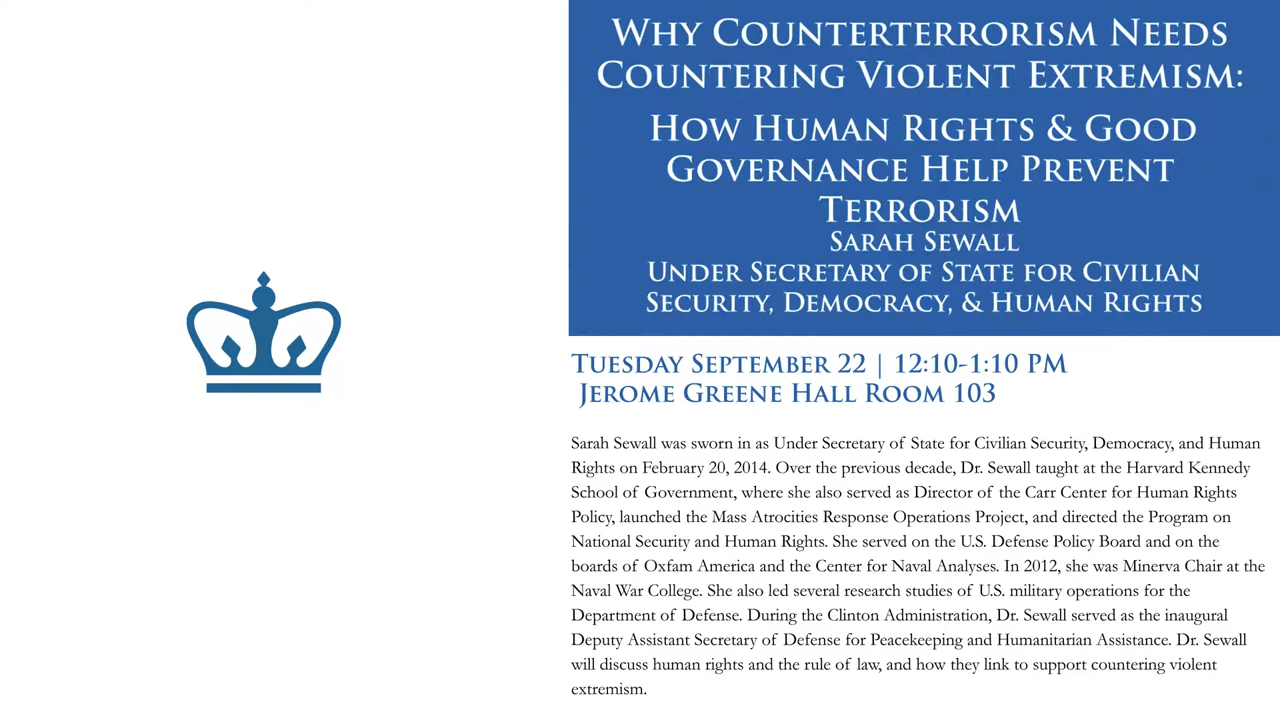 Why Counterterrorism Needs
Countering Violent Extremism:
How Human Rights & Good
Governance Help Prevent
Terrorism
Sarah Sewall
Under Secretary of State for Civilian
Security, Democracy, & Human Rights
Tuesday September 22 | 12:10-1:10 PM
Jerome Greene Hall Room 103
Sarah Sewall was sworn in as Under Secretary of State for Civilian Security, Democracy, and Human
Rights on February 20, 2014. Over the previous decade, Dr. Sewall taught at the Harvard Kennedy
School of Government, where she also served as Director of the Carr Center for Human Rights
Policy, launched the Mass Atrocities Response Operations Project, and directed the Program on
National Security and Human Rights. She served on the U.S. Defense Policy Board and on the
boards of Oxfam America and the Center for Naval Analyses. In 2012, she was Minerva Chair at the
Naval War College. She also led several research studies of U.S. military operations for the
Department of Defense. During the Clinton Administration, Dr. Sewall served as the inaugural
Deputy Assistant Secretary of Defense for Peacekeeping and Humanitarian Assistance. Dr. Sewall
will discuss human rights and the rule of law, and how they link to support countering violent
extremism.